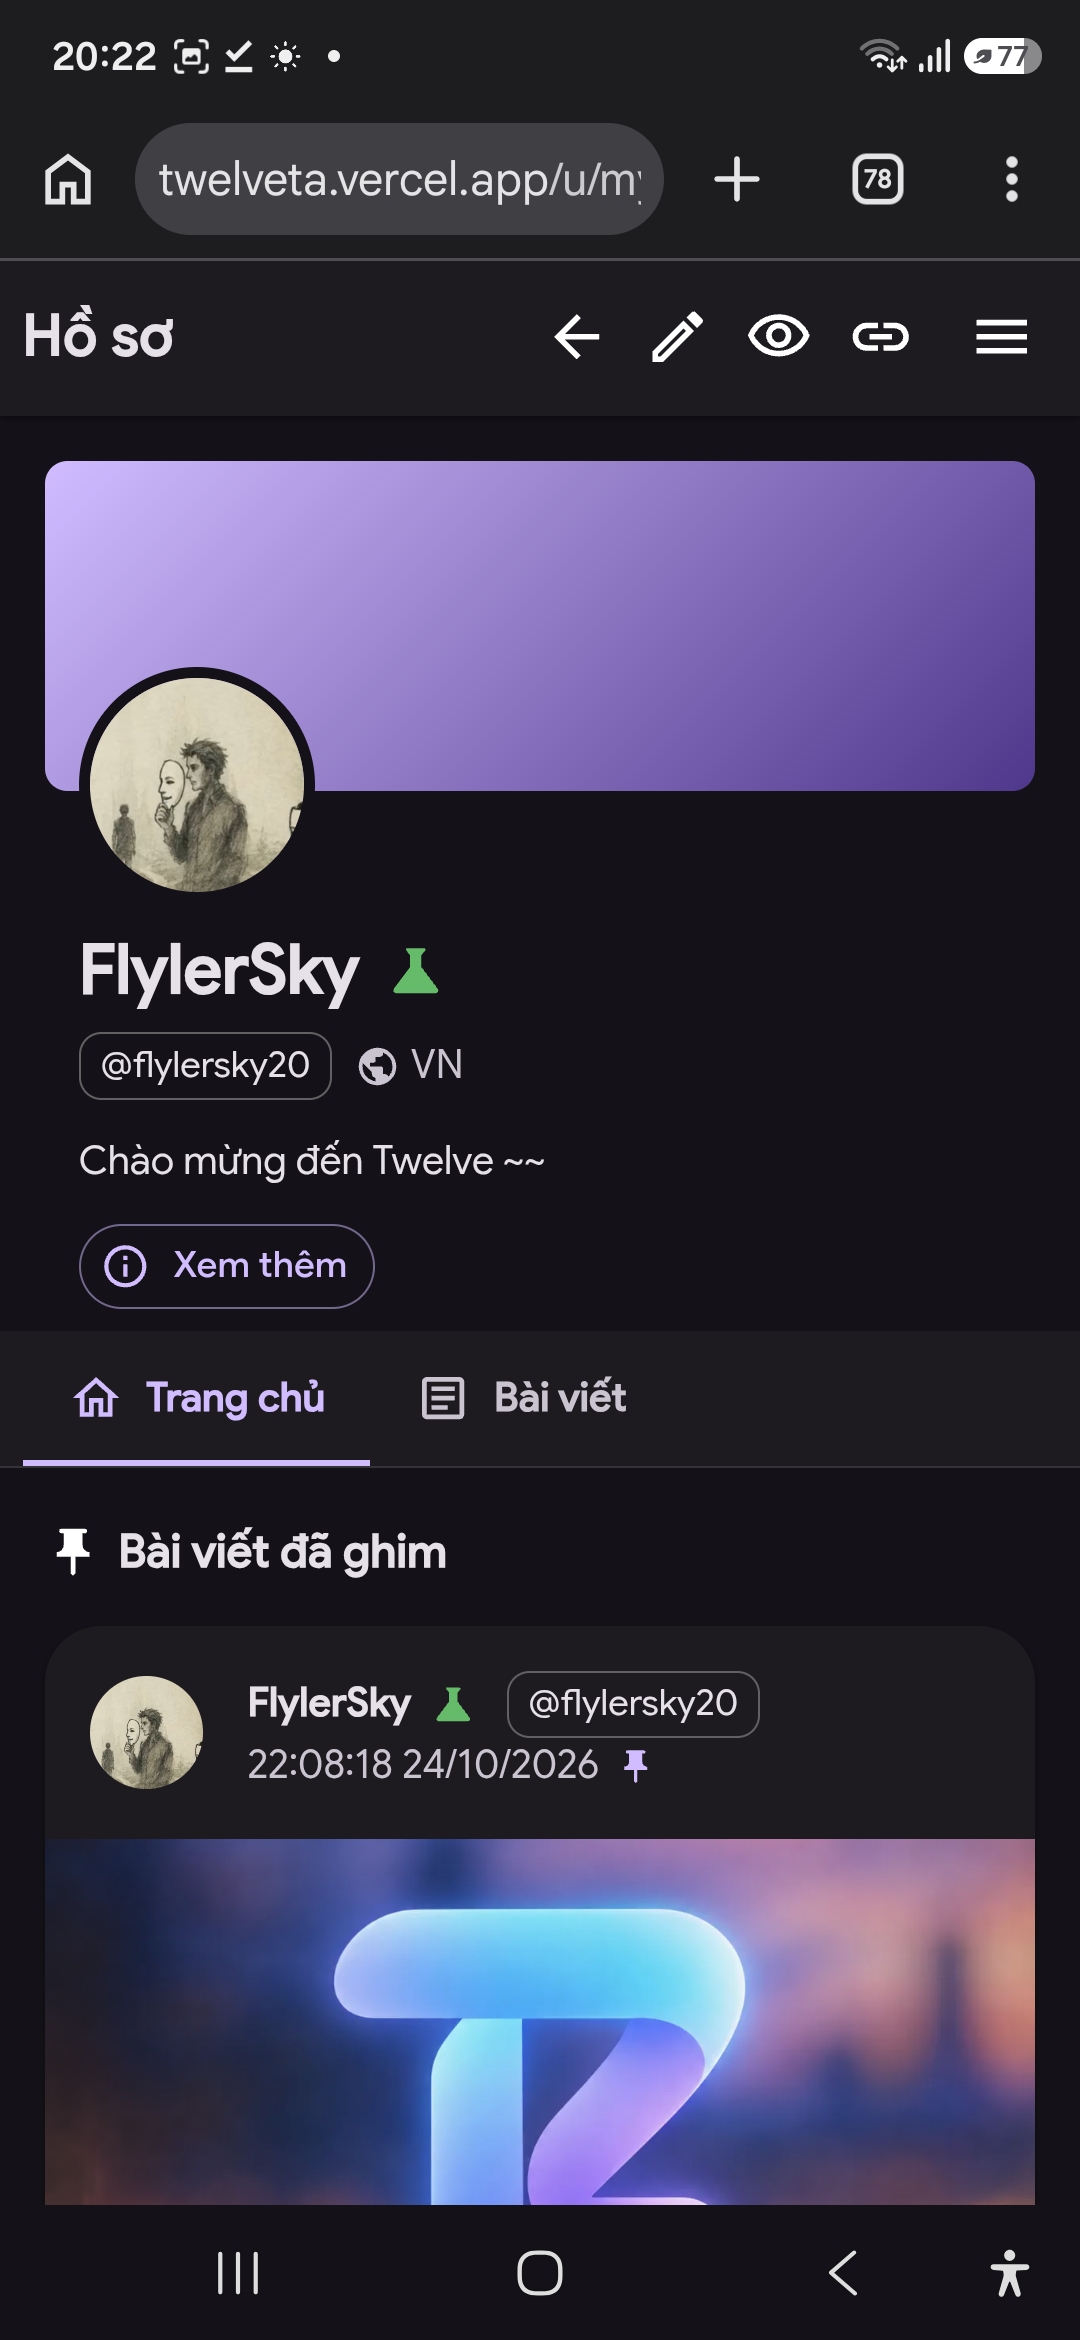 20:22
77
twelveta.vercel.app/u/my
78
Hồ sơ
FlylerSky
@flylersky20 VN
Chào mừng đến Twelve ~~
Xem thêm
Trang chủ Bài viết
Bài viết đã ghim
FlylerSky @flylersky20
22:08:18 24/10/2026